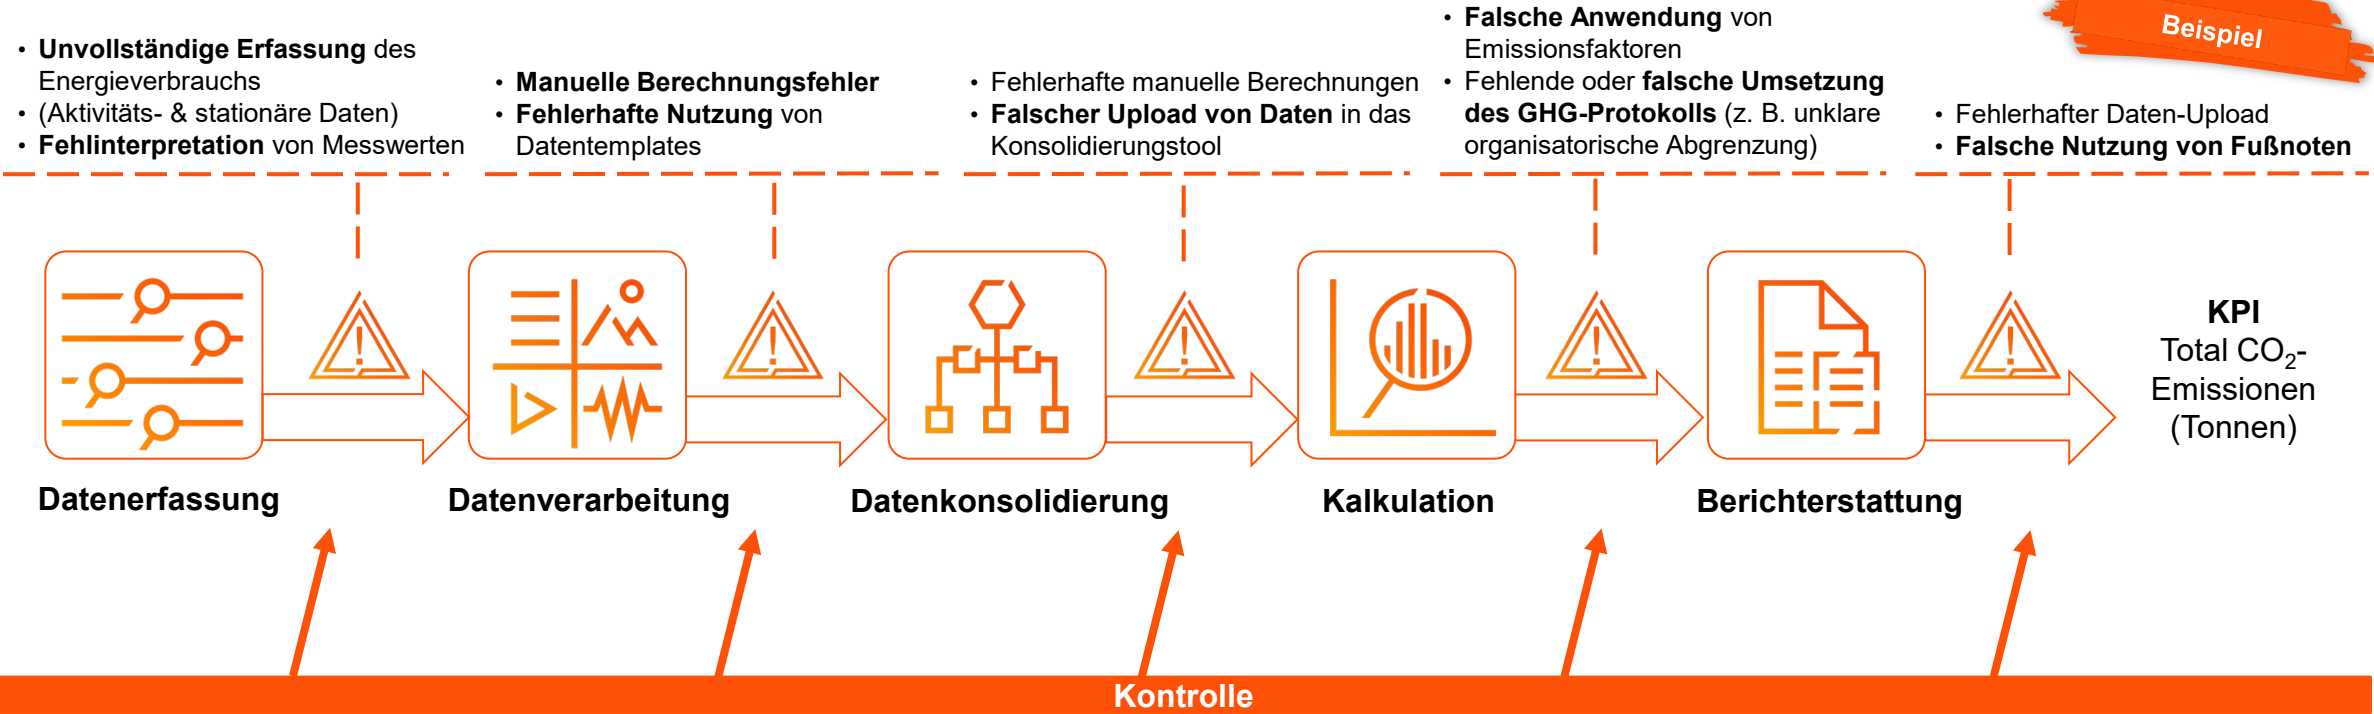 • Unvollständige Erfassung des
Energieverbrauchs
• (Aktivitäts- & stationäre Daten)
• Fehlinterpretation von Messwerten
• Manuelle Berechnungsfehler
• Fehlerhafte Nutzung von
Datentemplates
• Fehlerhafte manuelle Berechnungen
• Falscher Upload von Daten in das
Konsolidierungstool
• Falsche Anwendung von
Emissionsfaktoren
• Fehlende oder falsche Umsetzung
des GHG-Protokolls (z. B. unklare
organisatorische Abgrenzung)
Beispiel
• Fehlerhafter Daten-Upload
• Falsche Nutzung von Fußnoten
KPI
Total CO₂-
Emissionen
(Tonnen)
Datenerfassung
Datenverarbeitung
Datenkonsolidierung
Kalkulation
Berichterstattung
Kontrolle